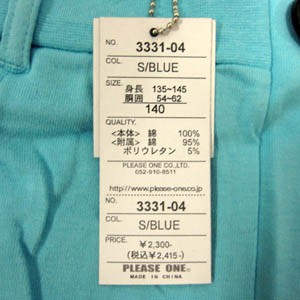 NO. 3331-04
COL. S/BLUE
SIZE.
身長 135~145
胴囲 54~62
140
QUALITY.
<本体> 綿 100%
<附属> 綿 95%
ポリウレタン 5%
PLEASE ONE CO.,LTD.
052-910-8511
http://www.please-one.co.jp
NO. 3331-04
COL. S/BLUE
PRICE. ¥2,300-
(税込¥2,415-)
PLEASE ONE®
MADE IN CHINA